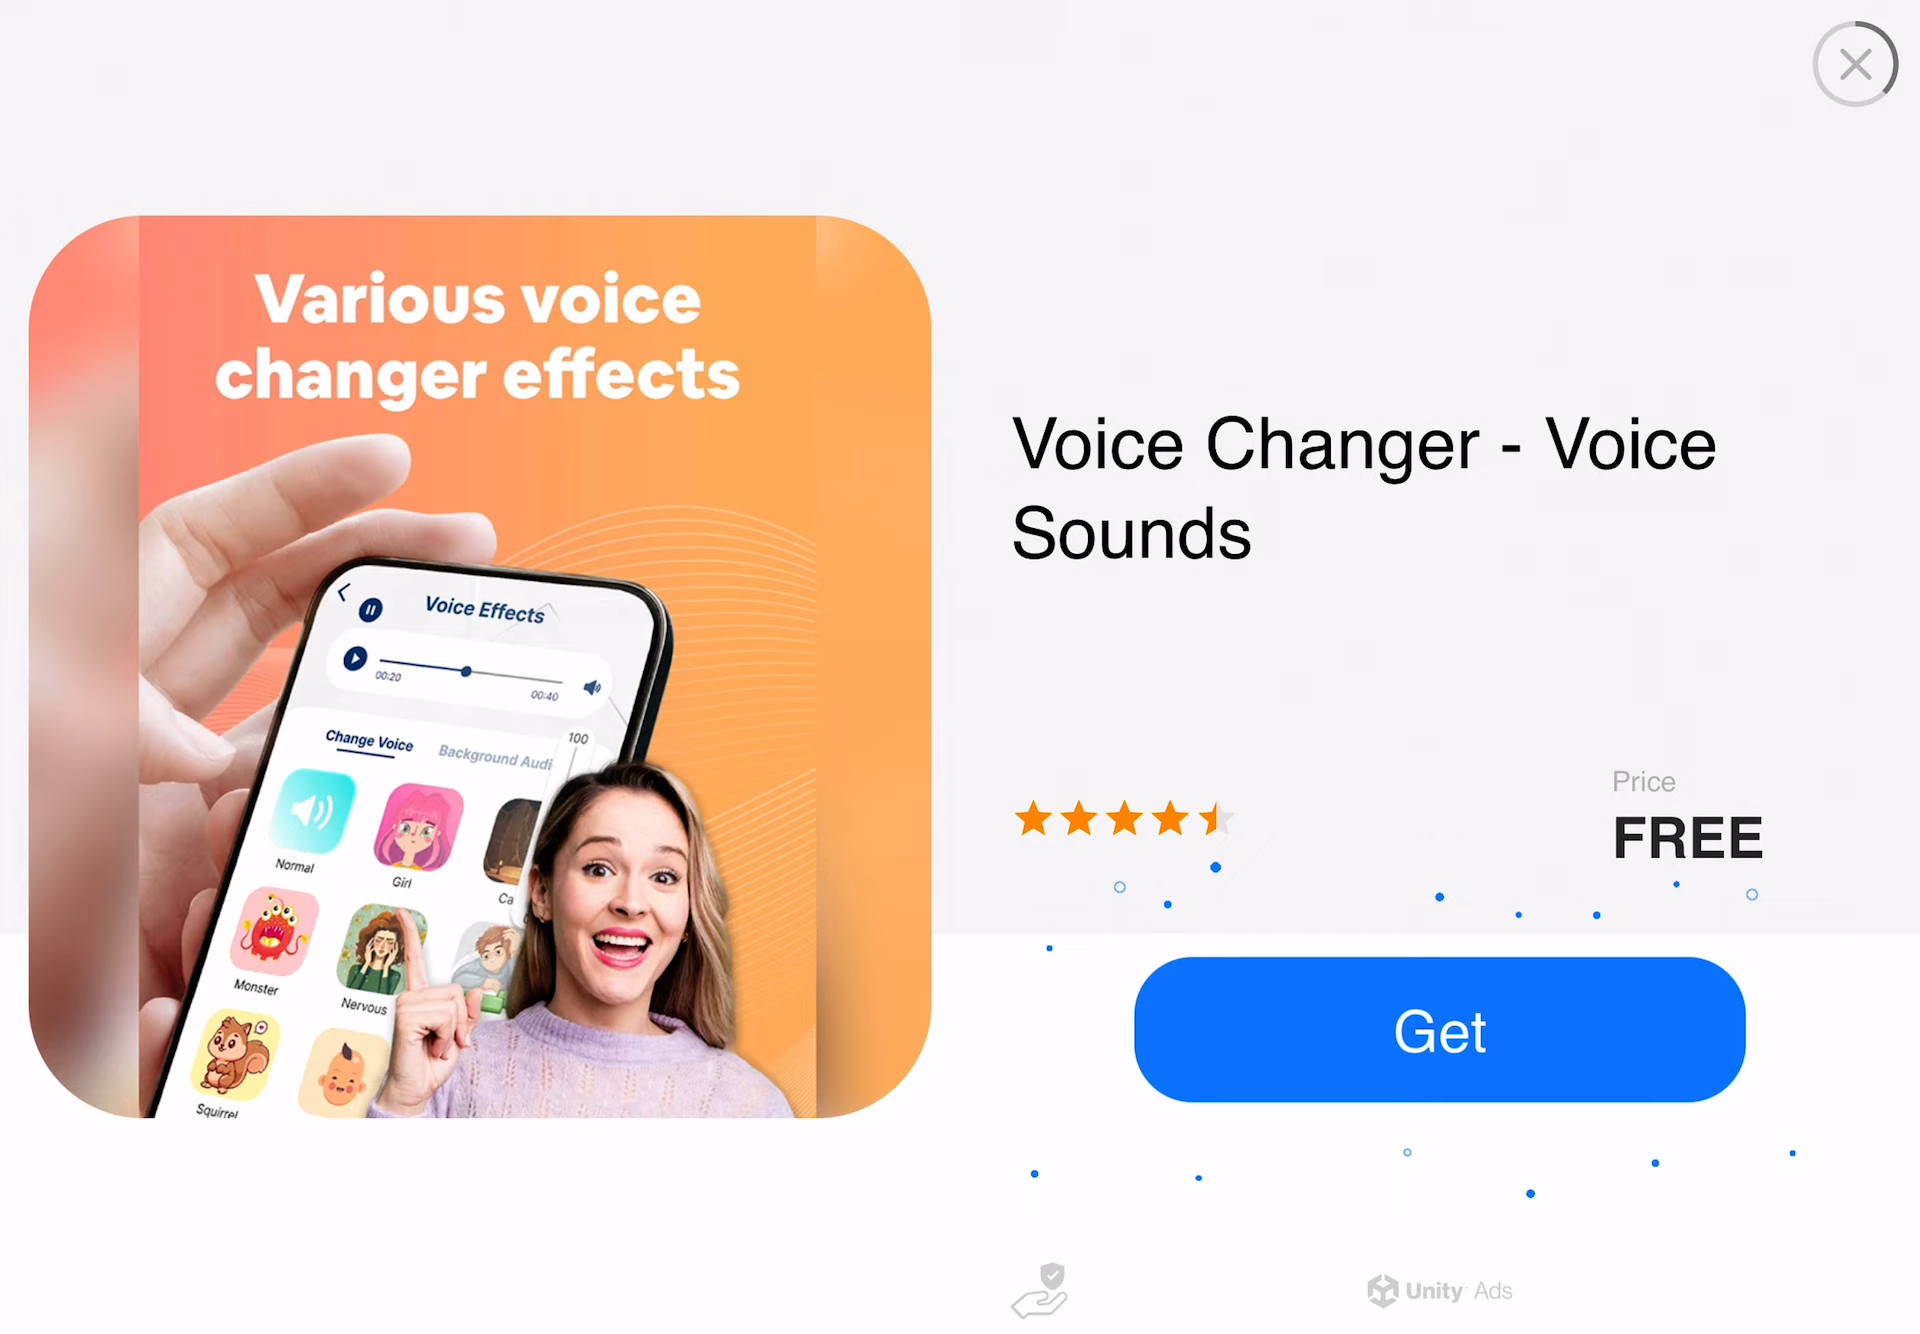 Various voice
changer effects
Voice Effects
00:20
00:40
Change Voice
Background Audi
100
Normal
Girl
Ca
Monster
Nervous
Squirrel
Voice Changer - Voice
Sounds
Price
FREE
Get
Unity Ads